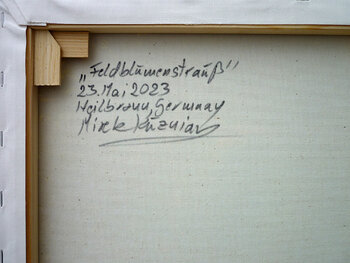 „Feldblumenstrauß”
23. Mai 2023
Heilbronn, Germany
Mirek Kuzniar